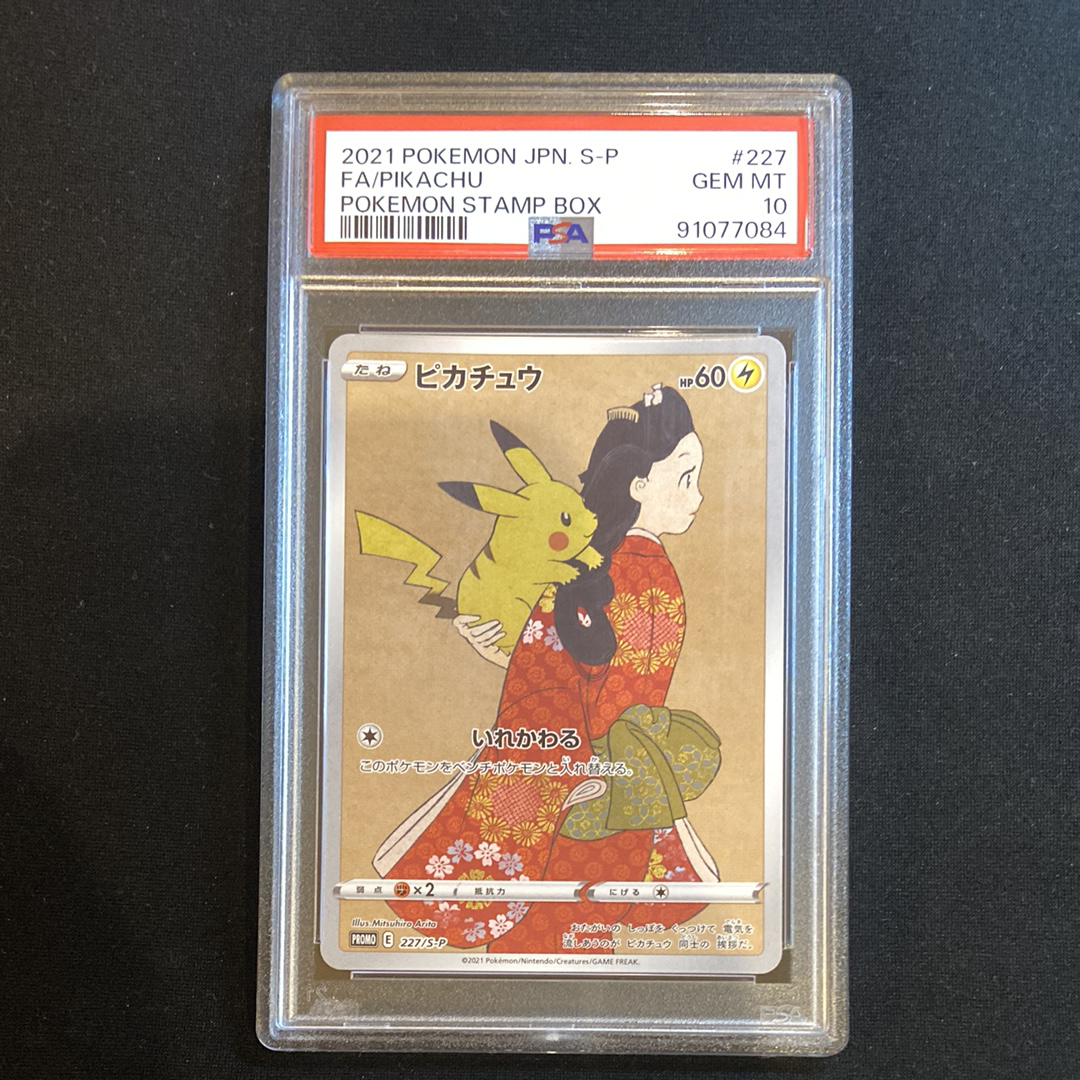 2021 POKEMON JPN. S-P #227
FA/PIKACHU GEM MT
POKEMON STAMP BOX 10
PSA 91077084
たね ピカチュウ HP60
いれかわる
このポケモンをベンチポケモンと入れ替える。
弱点 ×2 抵抗力 にげる
Illus. Mitsuhiro Arita
おたがいの しっぽを くっつけて 電気を
流しあうのが ピカチュウ 同士の 挨拶だ。
PROMO E 227/S-P
©2021 Pokémon/Nintendo/Creatures/GAME FREAK.
PSA